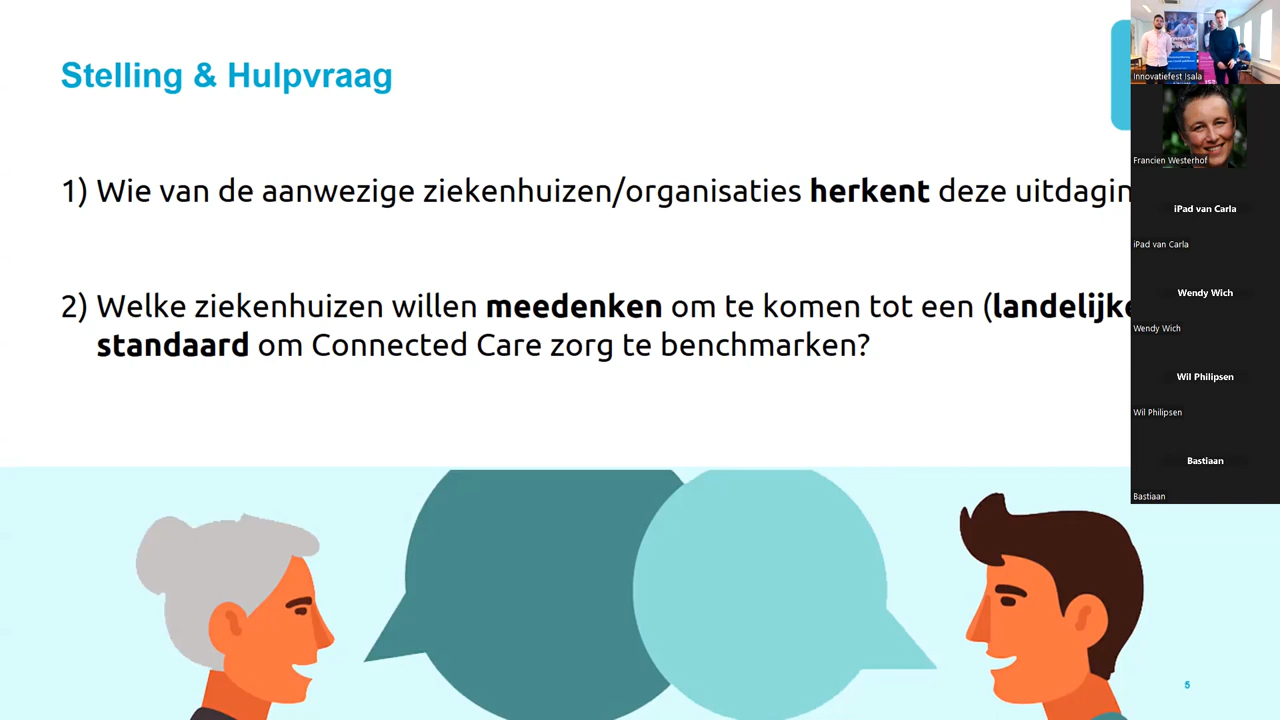 Stelling & Hulpvraag
1) Wie van de aanwezige ziekenhuizen/organisaties herkent deze uitdagin
2) Welke ziekenhuizen willen meedenken om te komen tot een (landelijke
standaard om Connected Care zorg te benchmarken?
5
Innovatiefest Isala
Francien Westerhof
iPad van Carla
iPad van Carla
Wendy Wich
Wendy Wich
Wil Philipsen
Wil Philipsen
Bastiaan
Bastiaan